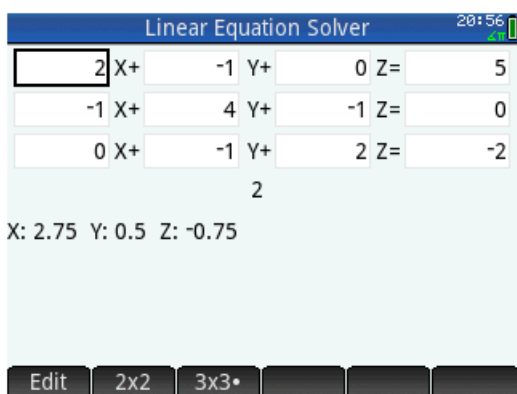 Linear Equation Solver 20:56
∡π
2 X+ -1 Y+ 0 Z= 5
-1 X+ 4 Y+ -1 Z= 0
0 X+ -1 Y+ 2 Z= -2
2
X: 2.75 Y: 0.5 Z: -0.75
Edit 2x2 3x3•